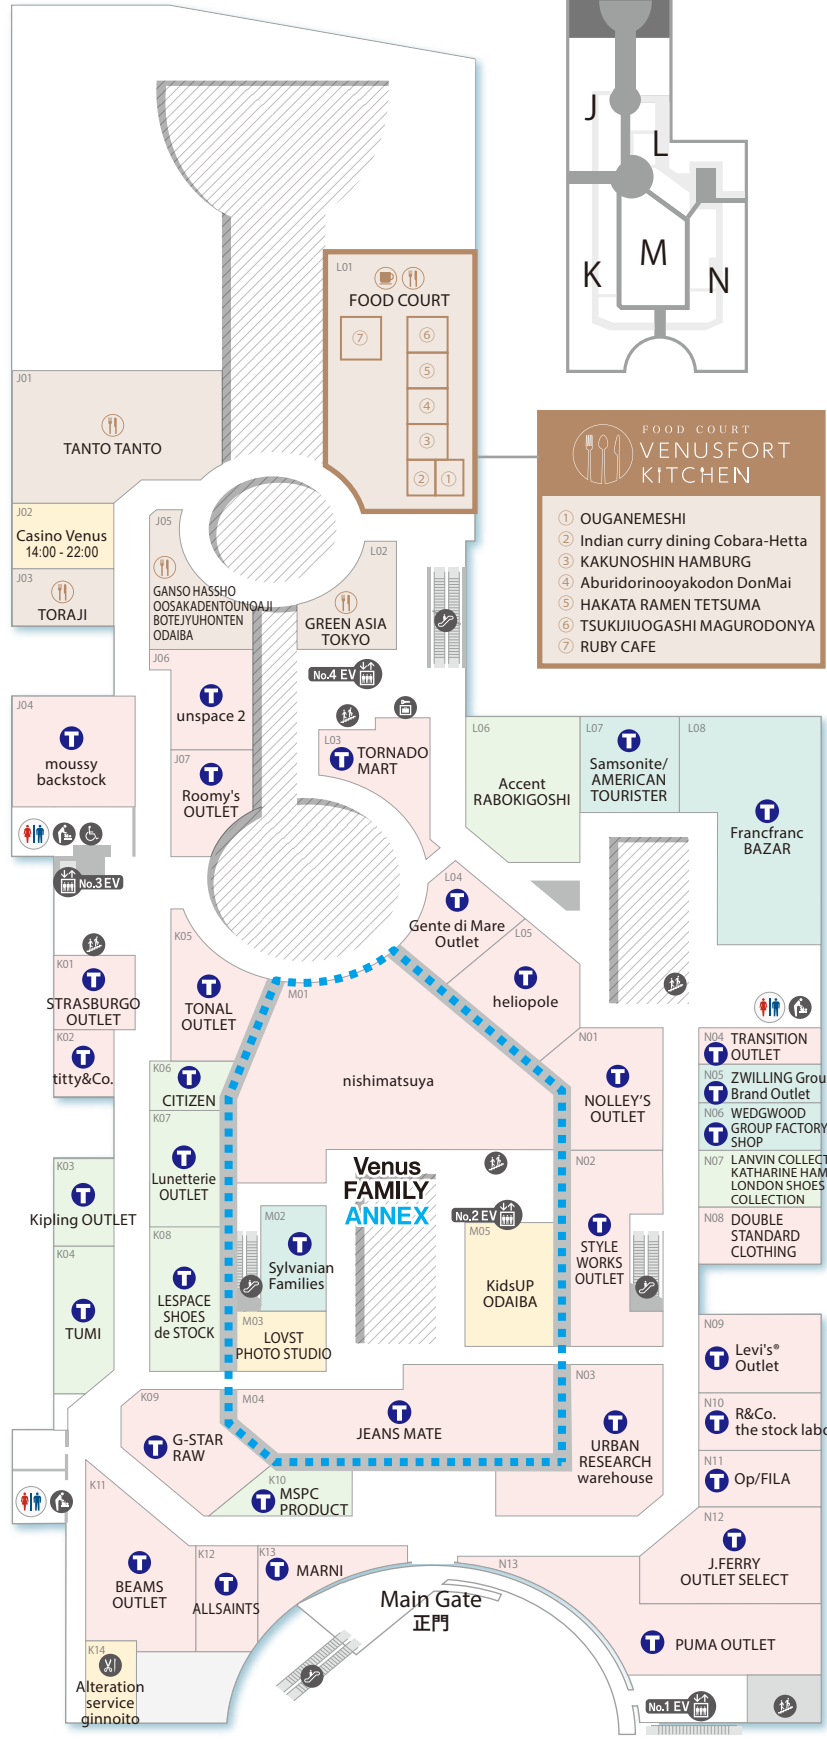 J
L
K
M
N
L01
FOOD COURT
⑦
⑥
⑤
④
③
②
①
FOOD COURT
VENUSFORT
KITCHEN
① OUGANEMESHI
② Indian curry dining Cobara-Hetta
③ KAKUNOSHIN HAMBURG
④ Aburidorinooyakodon DonMai
⑤ HAKATA RAMEN TETSUMA
⑥ TSUKIJIUOGASHI MAGURODONYA
⑦ RUBY CAFE
J01
TANTO TANTO
J02
Casino Venus
14:00 - 22:00
J03
TORAJI
J05
GANSO HASSHO
OOSAKADENTOUNOAJI
BOTEJYUHONTEN
ODAIBA
L02
GREEN ASIA
TOKYO
No.4 EV
J06
T
unspace 2
J04
T
moussy
backstock
J07
T
Roomy's
OUTLET
L03
T
TORNADO
MART
L06
Accent
RABOKIGOSHI
L07
T
Samsonite/
AMERICAN
TOURISTER
L08
T
Francfranc
BAZAR
No.3 EV
L04
T
Gente di Mare
Outlet
L05
T
heliopole
K01
T
STRASBURGO
OUTLET
K02
T
titty&Co.
K05
T
TONAL
OUTLET
M01
nishimatsuya
N01
T
NOLLEY'S
OUTLET
N04
T
TRANSITION
OUTLET
N05
T
ZWILLING Grou
Brand Outlet
N06
T
WEDGWOOD
GROUP FACTORY
SHOP
N07
LANVIN COLLECT
KATHARINE HAM
LONDON SHOES
COLLECTION
N08
DOUBLE
STANDARD
CLOTHING
K06
T
CITIZEN
K07
T
Lunetterie
OUTLET
K03
T
Kipling OUTLET
K04
T
TUMI
K08
T
LESPACE
SHOES
de STOCK
Venus
FAMILY
ANNEX
No.2 EV
M02
T
Sylvanian
Families
M03
LOVST
PHOTO STUDIO
M05
KidsUP
ODAIBA
N02
T
STYLE
WORKS
OUTLET
N09
T
Levi's®
Outlet
N10
T
R&Co.
the stock labo
N11
T
Op/FILA
K09
T
G-STAR
RAW
M04
T
JEANS MATE
N03
T
URBAN
RESEARCH
warehouse
K10
T
MSPC
PRODUCT
K11
T
BEAMS
OUTLET
K12
T
ALLSAINTS
K13
T
MARNI
N12
T
J.FERRY
OUTLET SELECT
N13
T
PUMA OUTLET
Main Gate
正門
K14
Alteration
service
ginnoito
No.1 EV